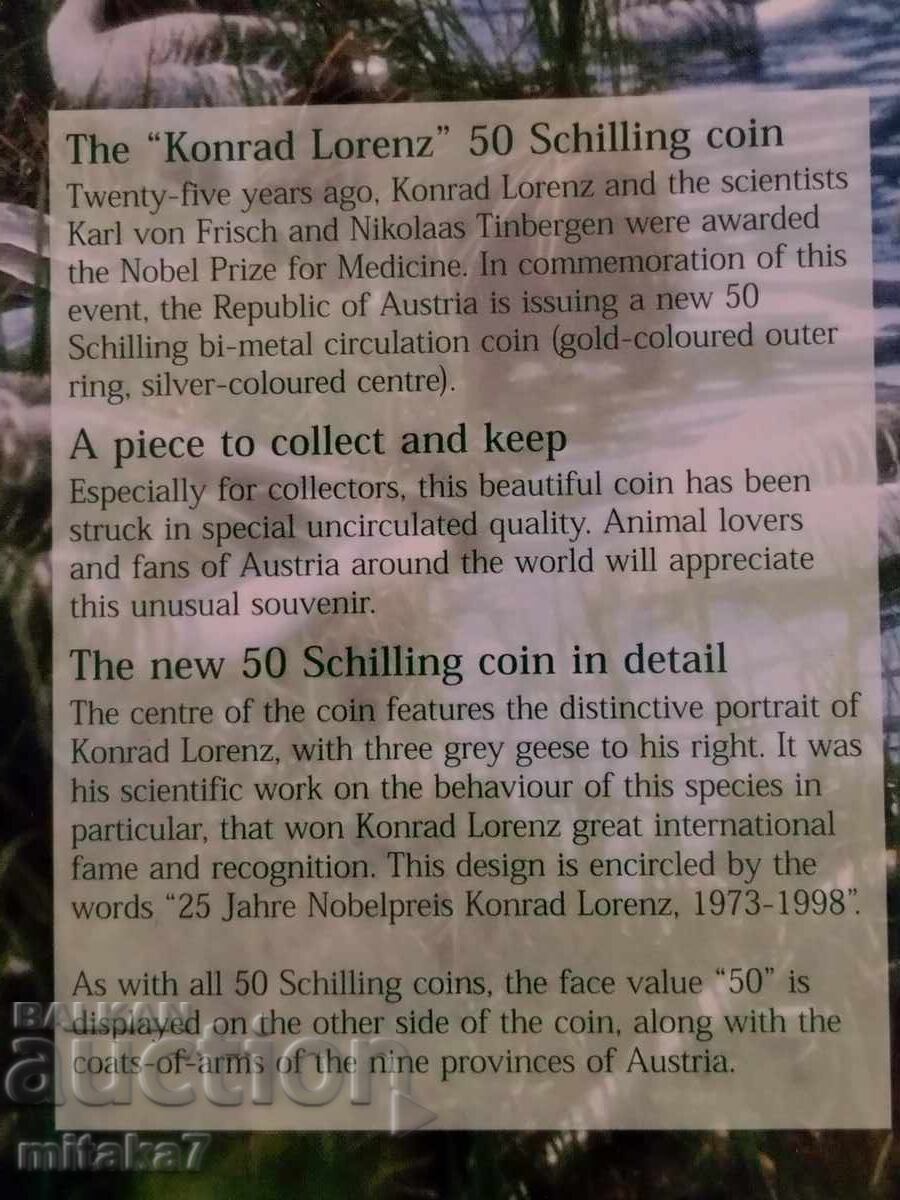 The “Konrad Lorenz” 50 Schilling coin
Twenty-five years ago, Konrad Lorenz and the scientists
Karl von Frisch and Nikolaas Tinbergen were awarded
the Nobel Prize for Medicine. In commemoration of this
event, the Republic of Austria is issuing a new 50
Schilling bi-metal circulation coin (gold-coloured outer
ring, silver-coloured centre).
A piece to collect and keep
Especially for collectors, this beautiful coin has been
struck in special uncirculated quality. Animal lovers
and fans of Austria around the world will appreciate
this unusual souvenir.
The new 50 Schilling coin in detail
The centre of the coin features the distinctive portrait of
Konrad Lorenz, with three grey geese to his right. It was
his scientific work on the behaviour of this species in
particular, that won Konrad Lorenz great international
fame and recognition. This design is encircled by the
words “25 Jahre Nobelpreis Konrad Lorenz, 1973-1998”.
As with all 50 Schilling coins, the face value “50” is
displayed on the other side of the coin, along with the
coats-of-arms of the nine provinces of Austria.
BALKAN
auction
mitaka7